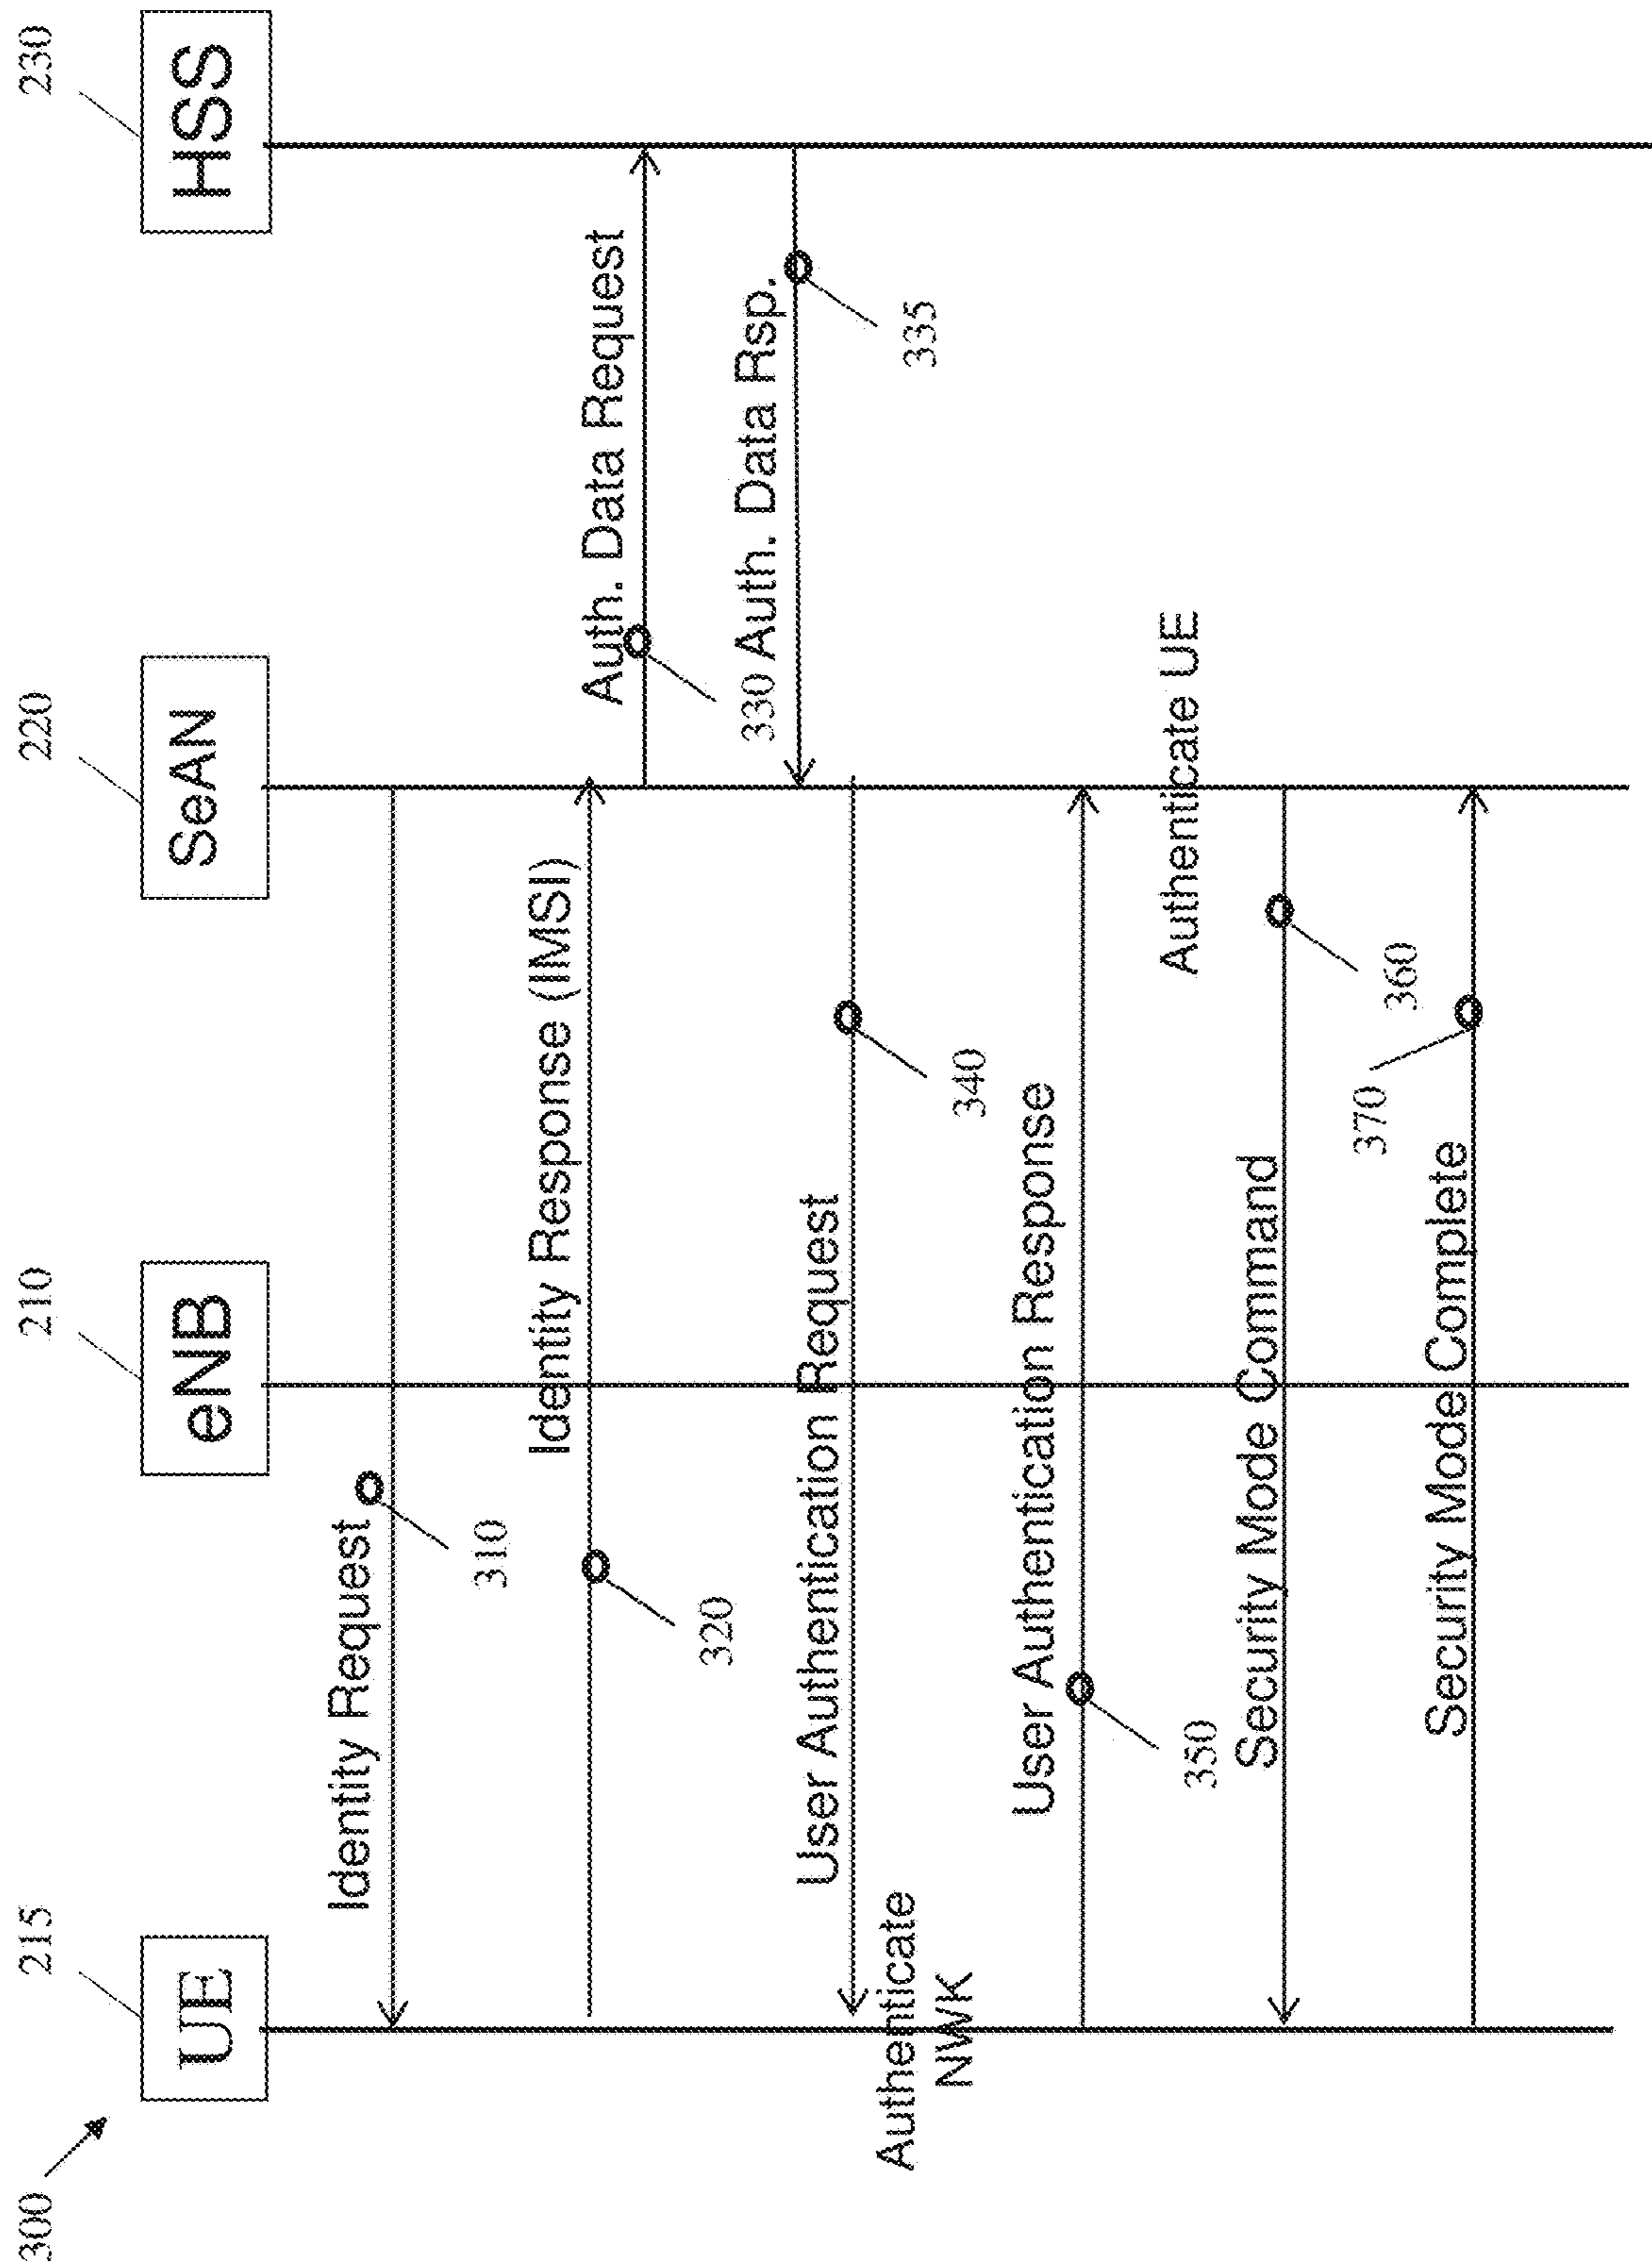 300
215
210
220
230
UE
eNB
SeAN
HSS
Identity Request
310
Identity Response (IMSI)
320
Auth. Data Request
330
Auth. Data Rsp.
335
User Authentication Request
340
Authenticate
NWK
User Authentication Response
350
Authenticate UE
Security Mode Command
360
370
Security Mode Complete